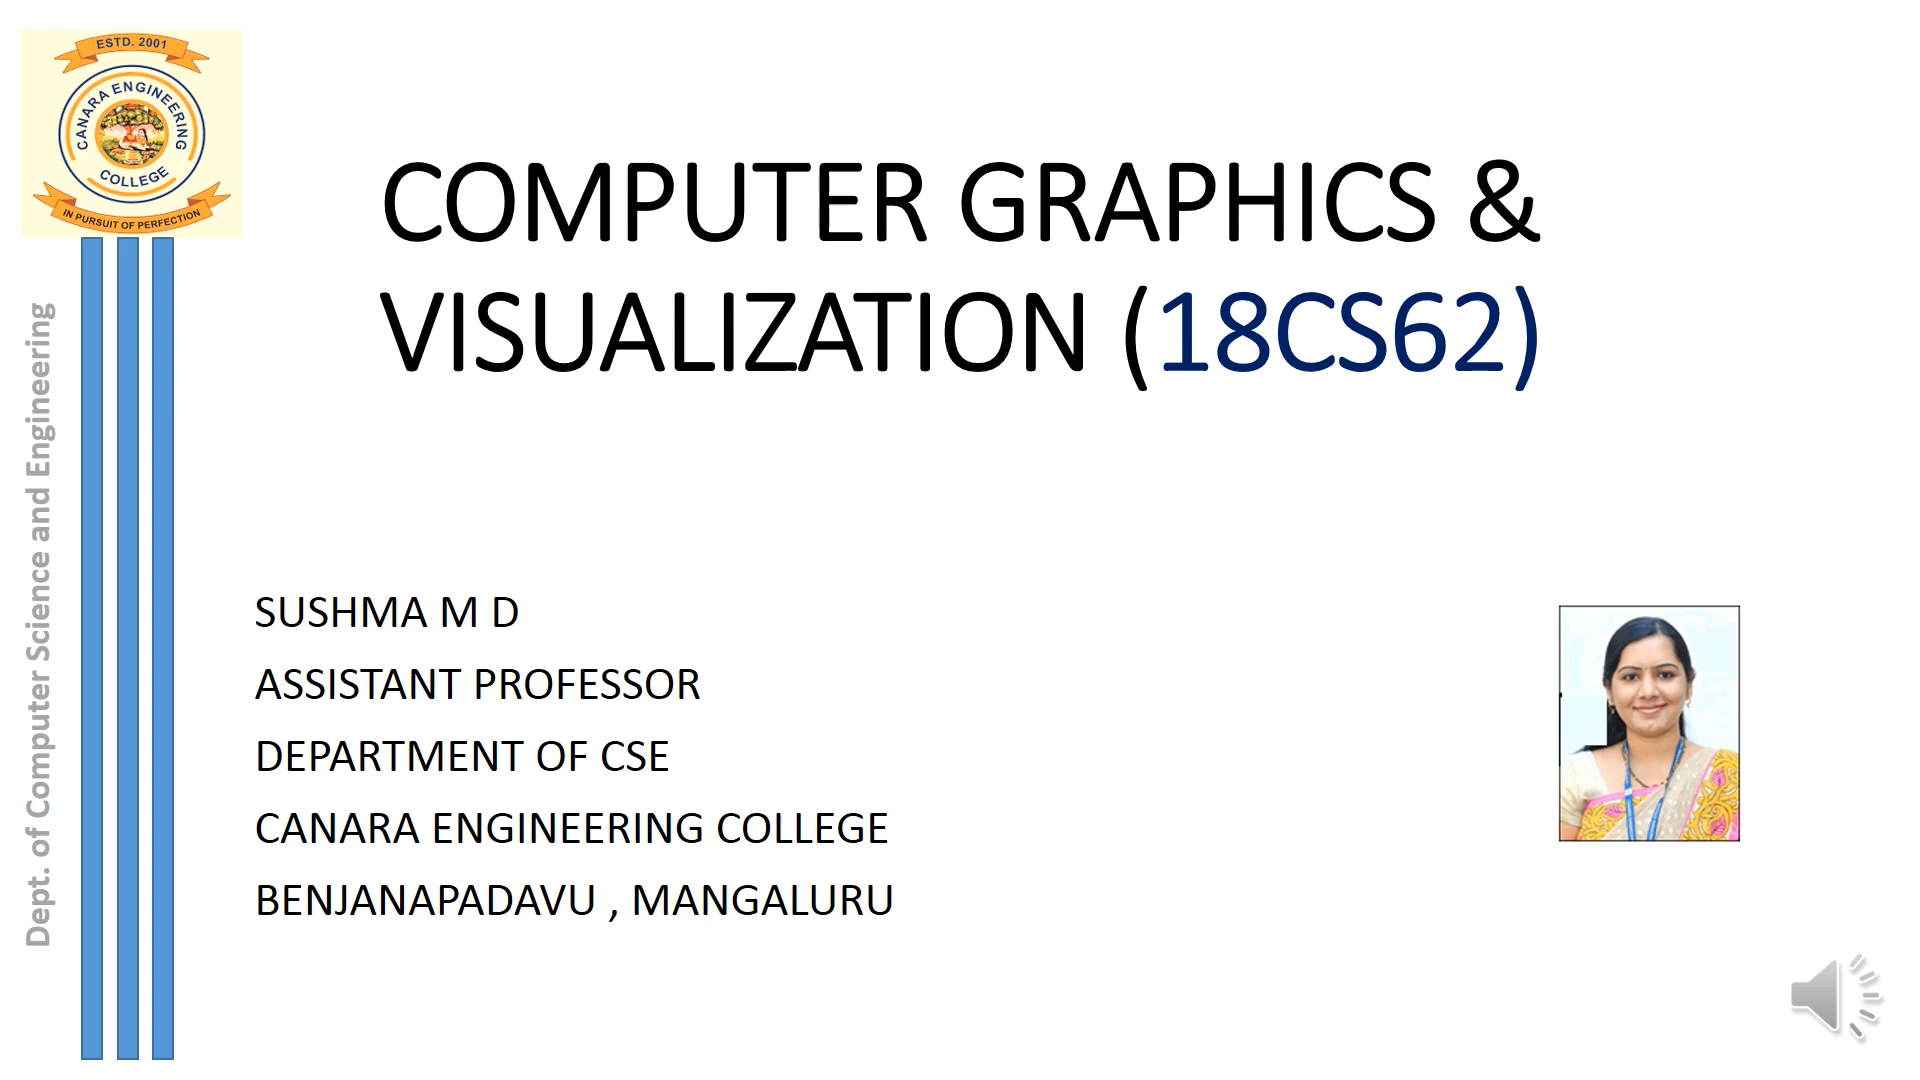 ESTD. 2001
CANARA ENGINEERING
COLLEGE
IN PURSUIT OF PERFECTION
COMPUTER GRAPHICS &
VISUALIZATION (18CS62)
Dept. of Computer Science and Engineering
SUSHMA M D
ASSISTANT PROFESSOR
DEPARTMENT OF CSE
CANARA ENGINEERING COLLEGE
BENJANAPADAVU , MANGALURU